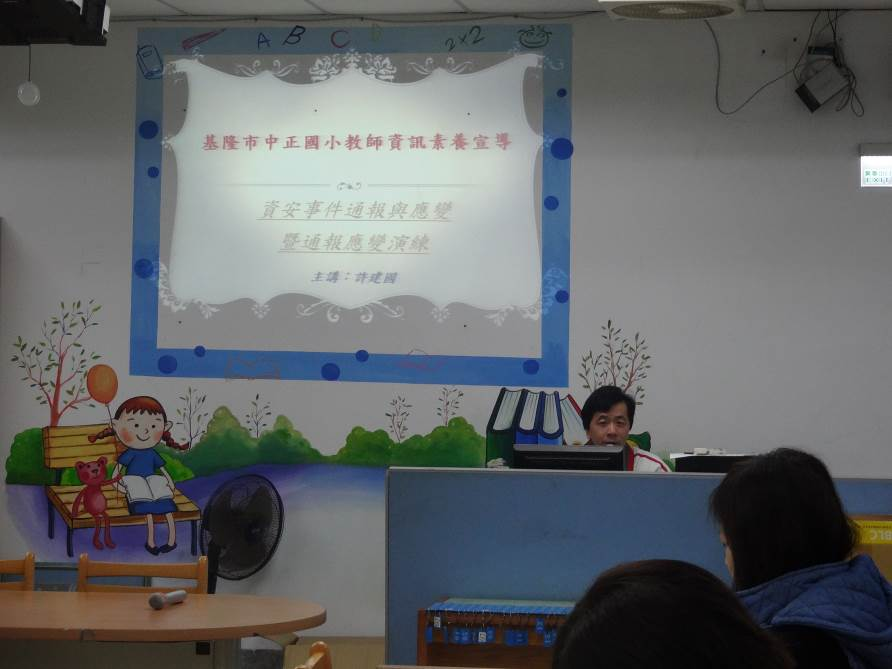 A B C D
2×2
基隆市中正國小教師資訊素養宣導
資安事件通報與應變
暨通報應變演練
主講：許建國
EXIT
BLC